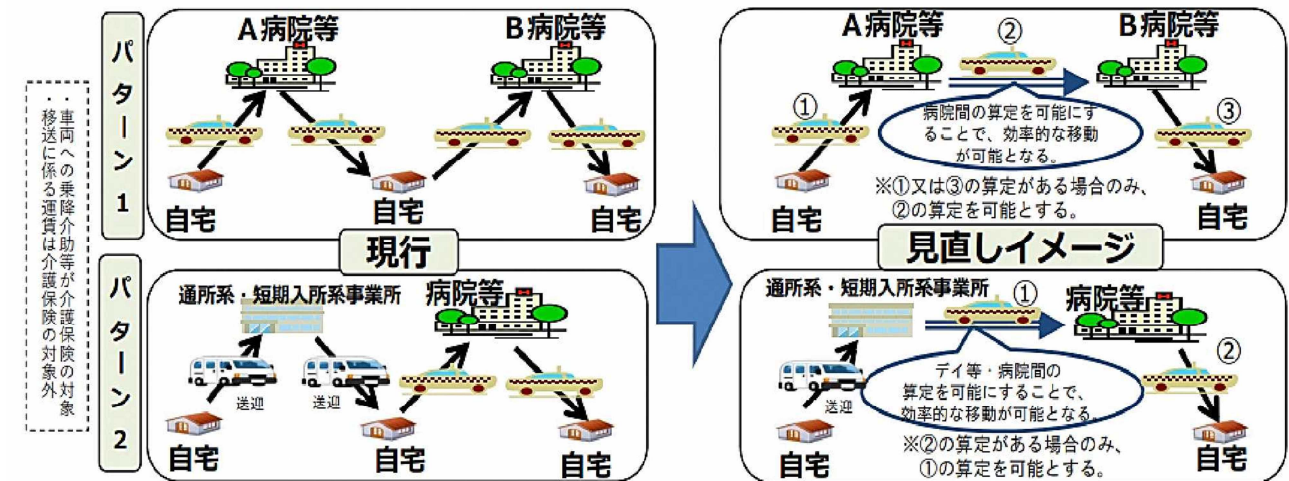 ・車両への乗降介助等が介護保険の対象
・移送に係る運賃は介護保険の対象外
パターン1
A病院等
B病院等
自宅
自宅
自宅
現行
パターン2
通所系・短期入所系事業所
病院等
送迎
送迎
自宅
自宅
自宅
A病院等
②
B病院等
①
③
病院間の算定を可能にす
ることで、効率的な移動
が可能となる。
自宅
※①又は③の算定がある場合のみ、
②の算定を可能とする。
自宅
見直しイメージ
通所系・短期入所系事業所
①
病院等
②
送迎
デイ等・病院間の
算定を可能にすることで、
効率的な移動が可能となる。
自宅
※②の算定がある場合のみ、
①の算定を可能とする。
自宅